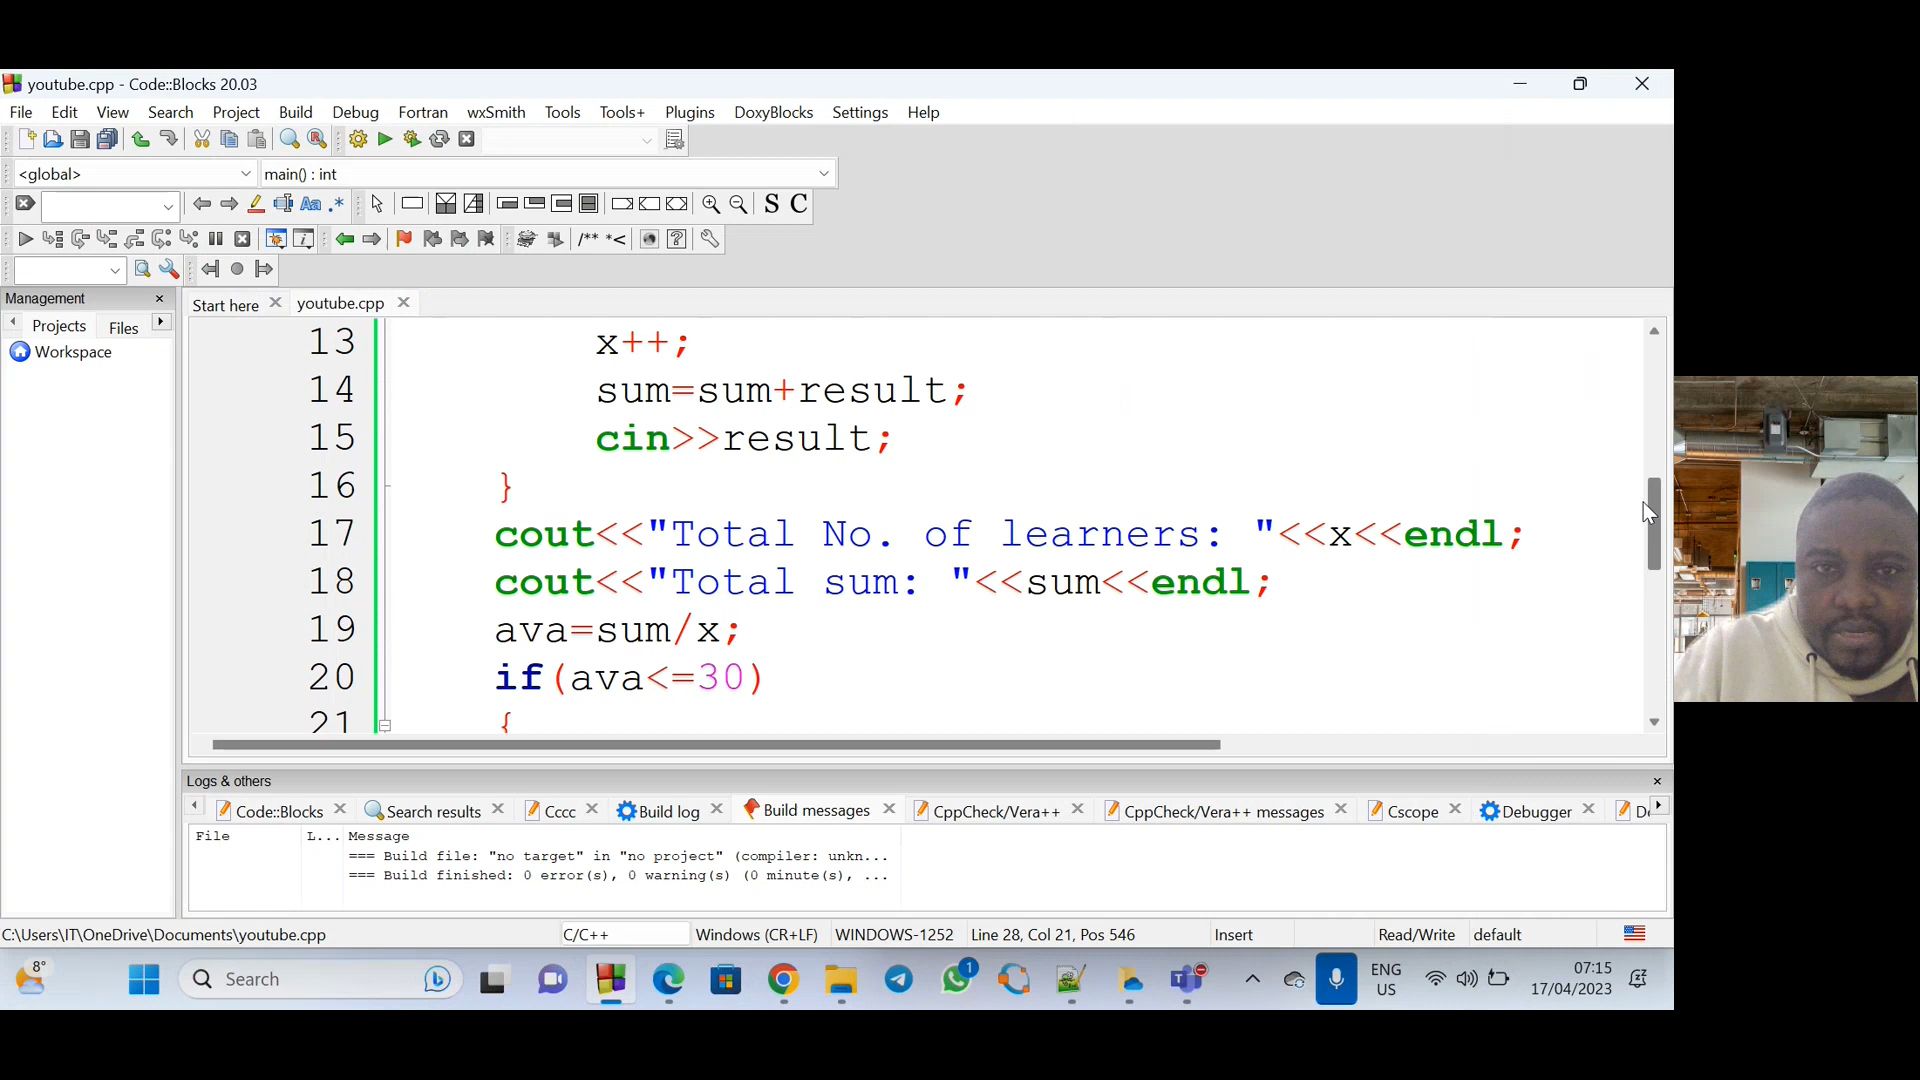 youtube.cpp - Code::Blocks 20.03
File Edit View Search Project Build Debug Fortran wxSmith Tools Tools+ Plugins DoxyBlocks Settings Help
<global> main() : int
Aa .* S C
/** *<
Management
Start here youtube.cpp
Projects Files
Workspace
13 x++;
14 sum=sum+result;
15 cin>>result;
16 }
17 cout<<"Total No. of learners: "<<x<<endl;
18 cout<<"Total sum: "<<sum<<endl;
19 ava=sum/x;
20 if(ava<=30)
21 {
Logs & others
Code::Blocks Search results Cccc Build log Build messages CppCheck/Vera++ CppCheck/Vera++ messages Cscope Debugger De
File L... Message
=== Build file: "no target" in "no project" (compiler: unkn...
=== Build finished: 0 error(s), 0 warning(s) (0 minute(s), ...
C:\Users\IT\OneDrive\Documents\youtube.cpp C/C++ Windows (CR+LF) WINDOWS-1252 Line 28, Col 21, Pos 546 Insert Read/Write default
8° Search 1 ENG US 07:15 17/04/2023